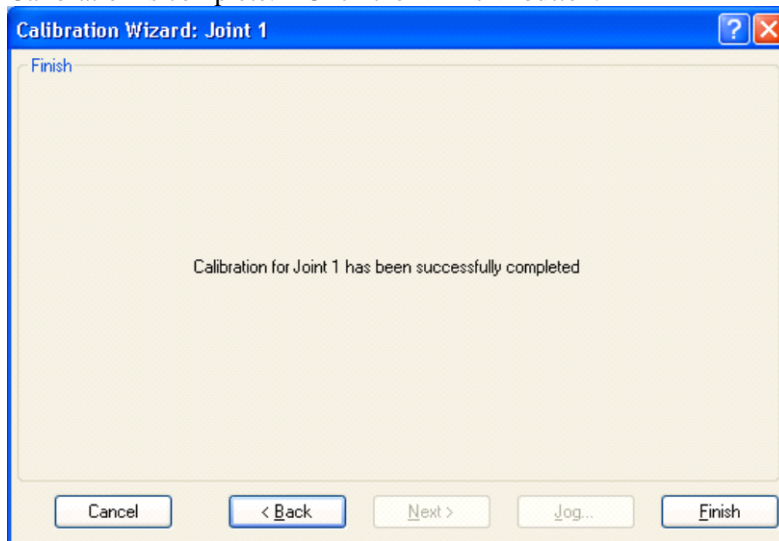 Calibration Wizard: Joint 1
Finish
Calibration for Joint 1 has been successfully completed
Cancel < Back Next > Jog... Finish